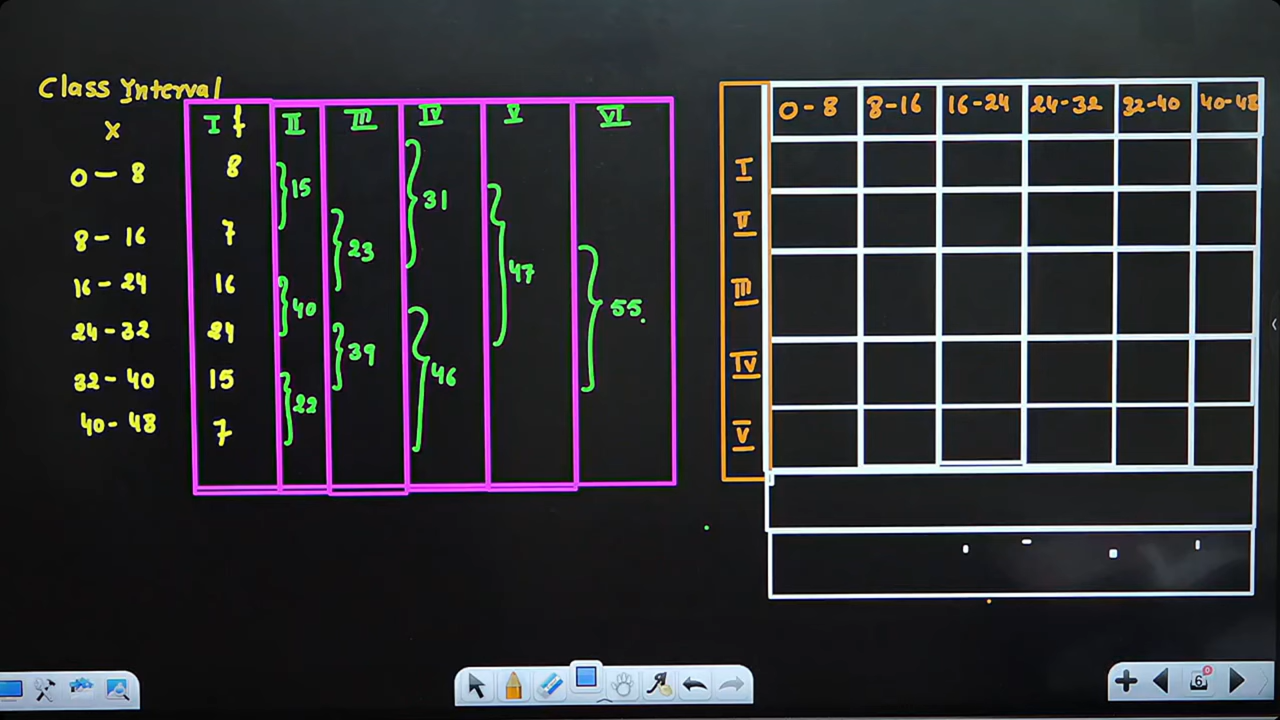 Class Interval
X I f II III IV V VI
0 - 8 8
15
31
8 - 16 7
23
47
16 - 24 16
40
55.
24 - 32 24
39
46
32 - 40 15
22
40 - 48 7
0 - 8 8 - 16 16 - 24 24 - 32 32 - 40 40 - 48
I
II
III
IV
V
6 0